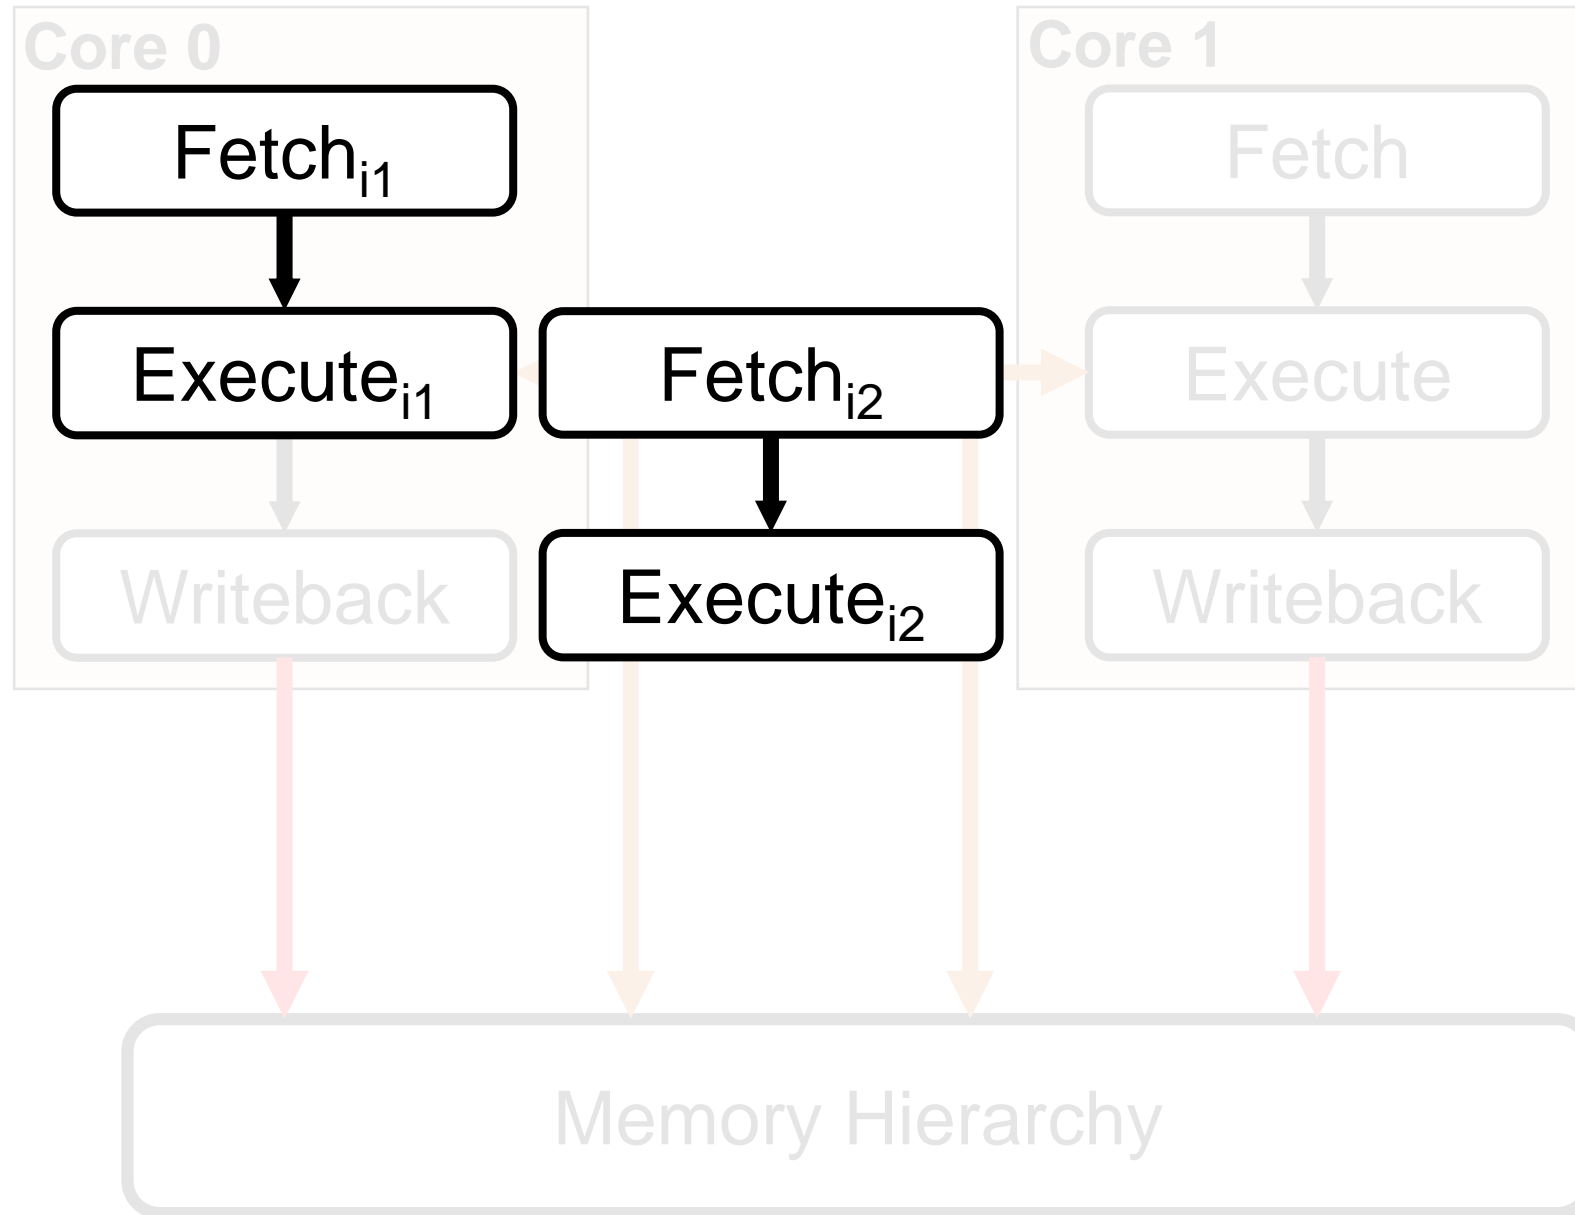 Core 0
Core 1
Fetchi1
Fetch
Executei1
Fetchi2
Execute
Writeback
Executei2
Writeback
Memory Hierarchy